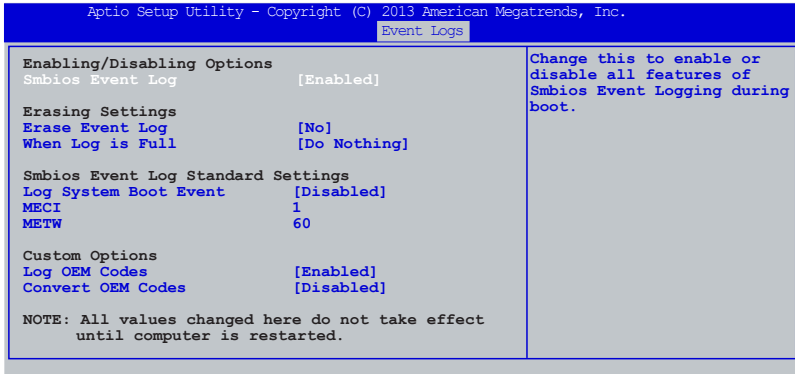 Aptio Setup Utility - Copyright (C) 2013 American Megatrends, Inc.
Event Logs
Enabling/Disabling Options
Smbios Event Log [Enabled]
Erasing Settings
Erase Event Log [No]
When Log is Full [Do Nothing]
Smbios Event Log Standard Settings
Log System Boot Event [Disabled]
MECI 1
METW 60
Custom Options
Log OEM Codes [Enabled]
Convert OEM Codes [Disabled]
NOTE: All values changed here do not take effect
until computer is restarted.
Change this to enable or
disable all features of
Smbios Event Logging during
boot.